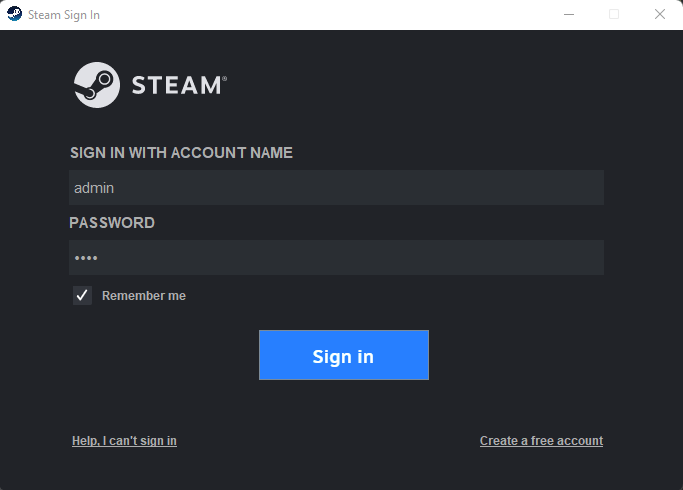 Steam Sign In
STEAM®
SIGN IN WITH ACCOUNT NAME
admin
PASSWORD
••••
Remember me
Sign in
Help, I can't sign in
Create a free account